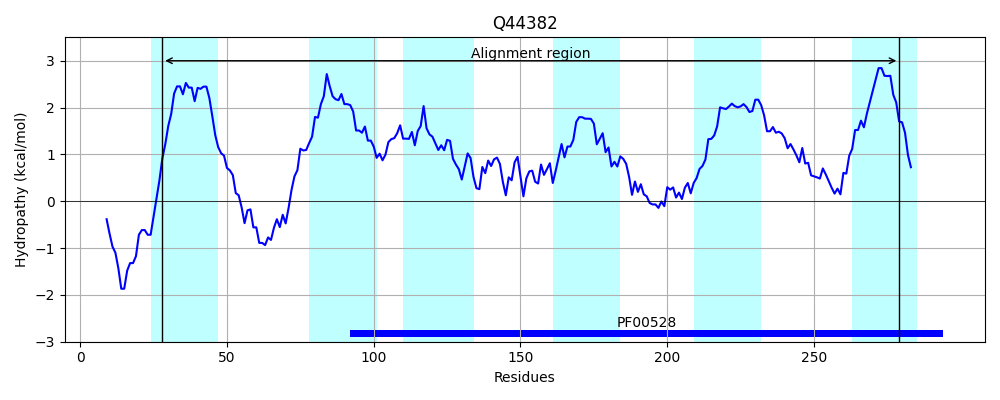 Q44382
Alignment region
Hydropathy (kcal/mol)
3
2
1
0
−1
−2
−3
PF00528
0 50 100 150 200 250
Residues